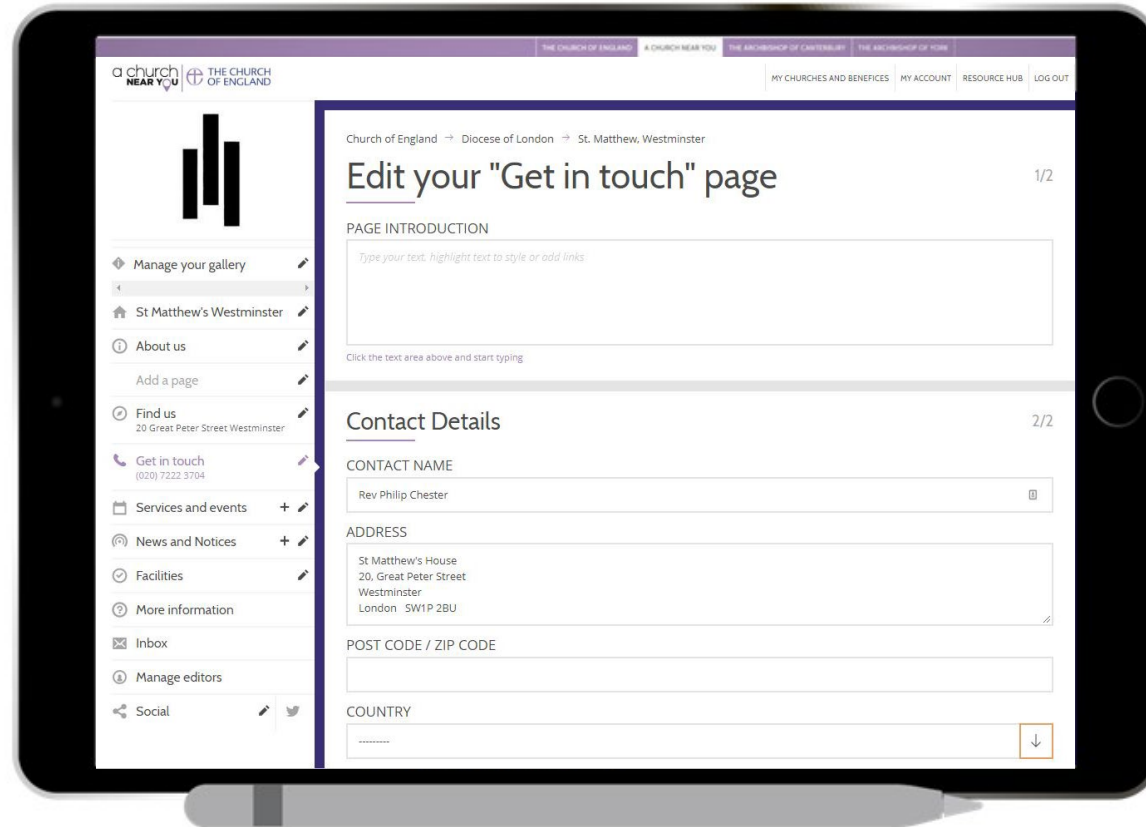 THE CHURCH OF ENGLAND
A CHURCH NEAR YOU
THE ARCHBISHOP OF CANTERBURY
THE ARCHBISHOP OF YORK
a church
NEAR YOU
THE CHURCH
OF ENGLAND
MY CHURCHES AND BENEFICES
MY ACCOUNT
RESOURCE HUB
LOG OUT
Manage your gallery
St Matthew's Westminster
About us
Add a page
Find us
20 Great Peter Street Westminster
Get in touch
(020) 7222 3704
Services and events
News and Notices
Facilities
More information
Inbox
Manage editors
Social
Church of England → Diocese of London → St. Matthew, Westminster
Edit your "Get in touch" page
1/2
PAGE INTRODUCTION
Type your text, highlight text to style or add links
Click the text area above and start typing
Contact Details
2/2
CONTACT NAME
Rev Philip Chester
ADDRESS
St Matthew's House
20, Great Peter Street
Westminster
London SW1P 2BU
POST CODE / ZIP CODE
COUNTRY
---------